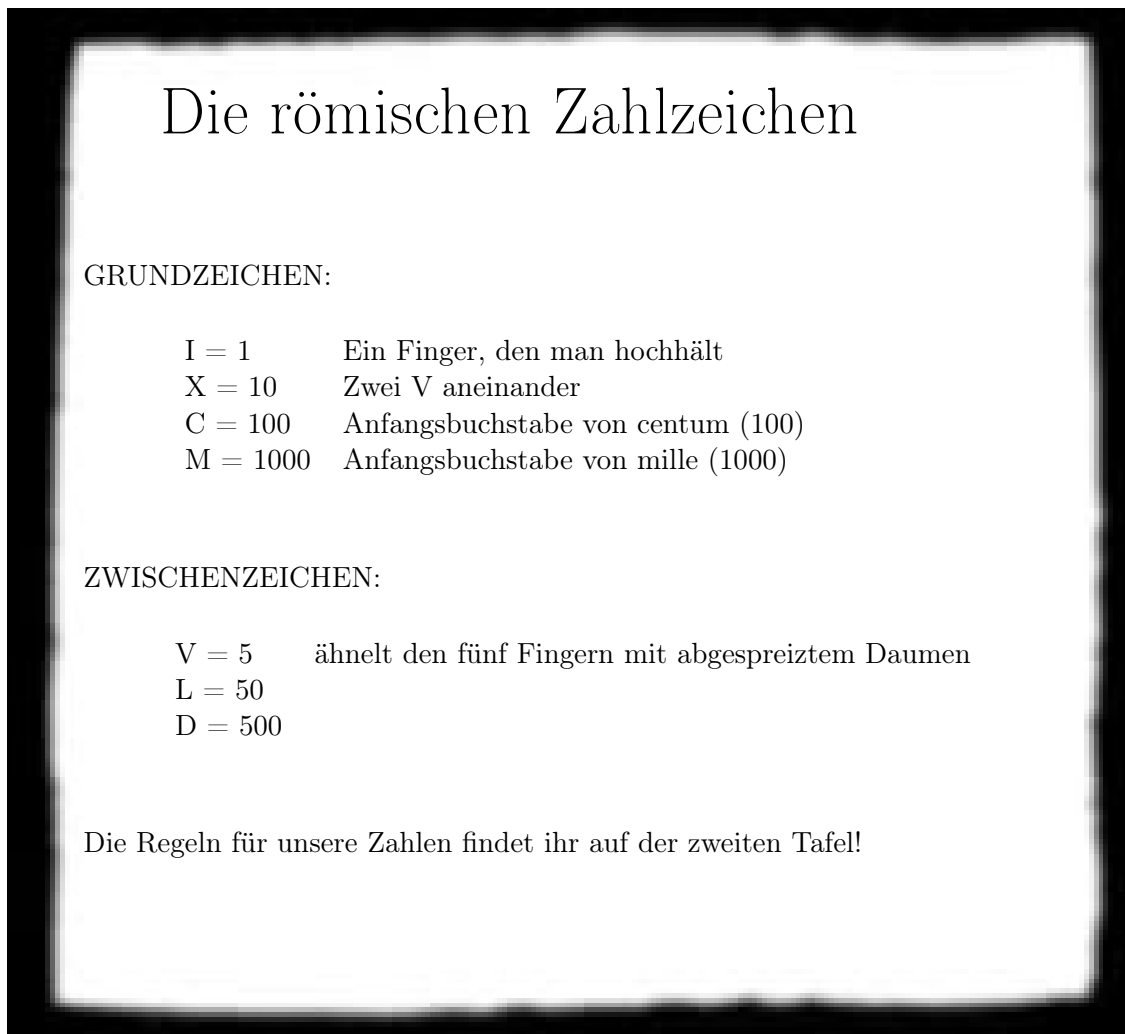 Die römischen Zahlzeichen
GRUNDZEICHEN:
I = 1 Ein Finger, den man hochhält
X = 10 Zwei V aneinander
C = 100 Anfangsbuchstabe von centum (100)
M = 1000 Anfangsbuchstabe von mille (1000)
ZWISCHENZEICHEN:
V = 5 ähnelt den fünf Fingern mit abgespreiztem Daumen
L = 50
D = 500
Die Regeln für unsere Zahlen findet ihr auf der zweiten Tafel!